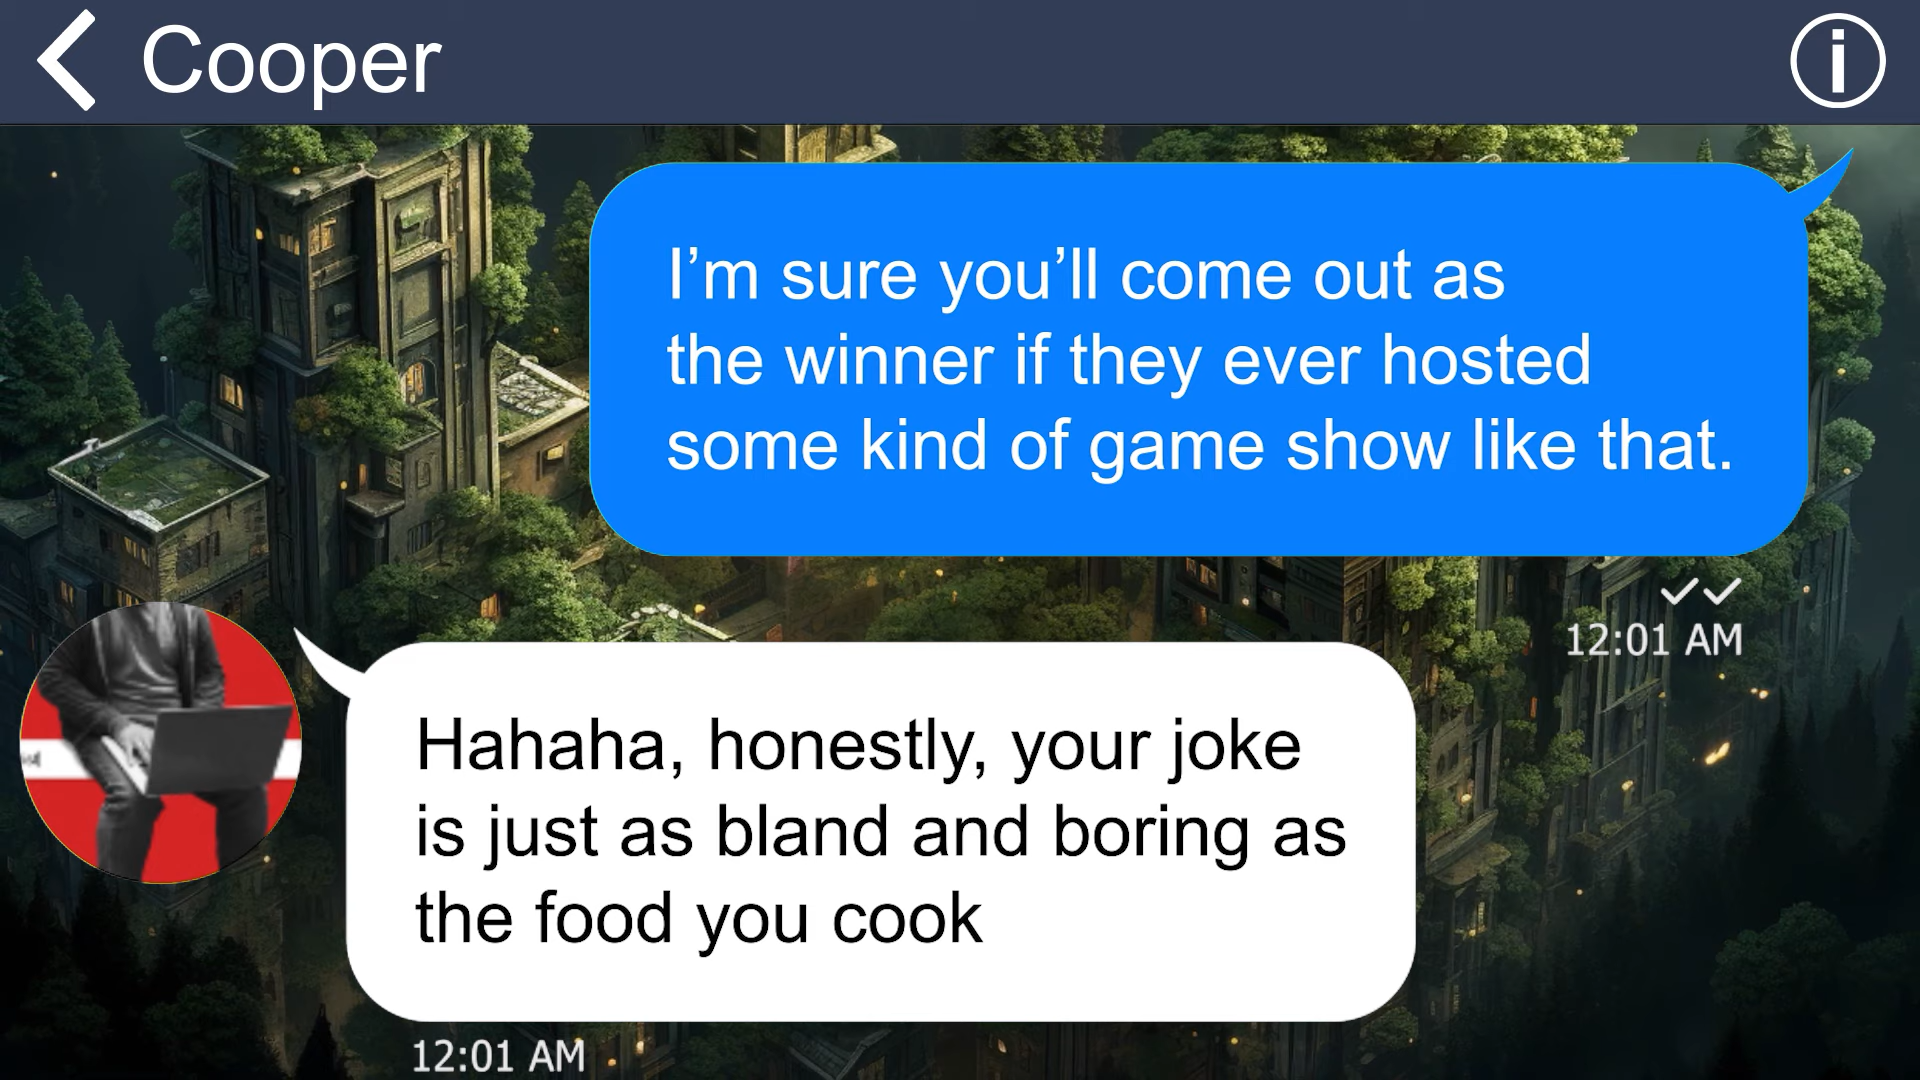 Cooper
I’m sure you’ll come out as
the winner if they ever hosted
some kind of game show like that.
12:01 AM
Hahaha, honestly, your joke
is just as bland and boring as
the food you cook
12:01 AM